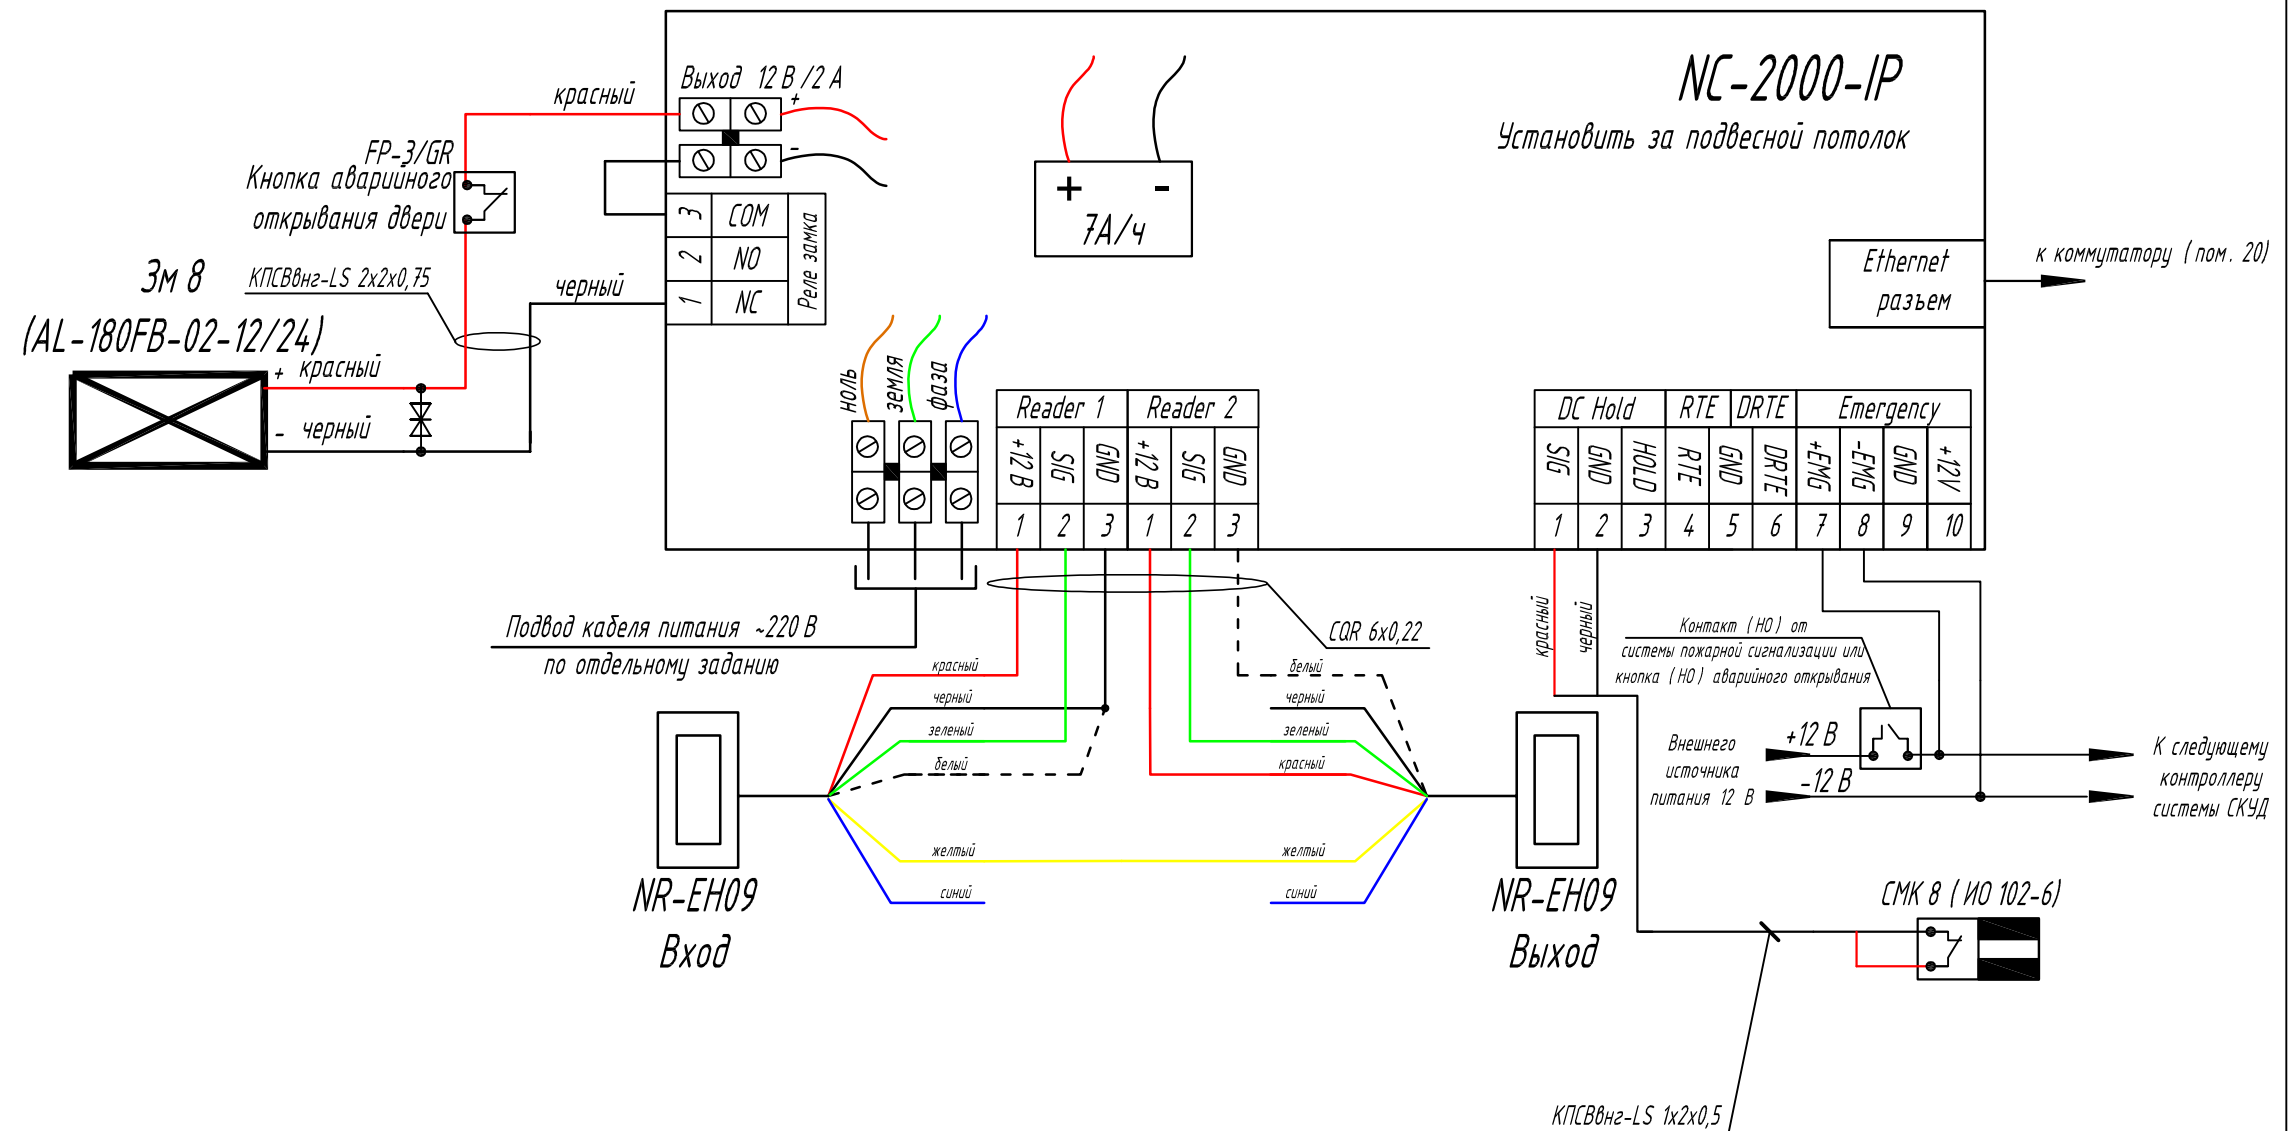 Выход 12 В /2 А
+
-
красный
FP-3/GR
Кнопка аварийного
открывания двери
Зм 8
(AL-180FB-02-12/24)
КПСВВнг-LS 2x2x0,75
+ красный
- черный
черный
3 COM
2 NO
1 NC
Реле замка
+ -
7А/ч
NC-2000-IP
Установить за подвесной потолок
Ethernet
разъем
к коммутатору (пом. 20)
ноль
земля
фаза
Reader 1 Reader 2
+12 В SIG GND +12 В SIG GND
1 2 3 1 2 3
DC Hold RTE DRTE Emergency
SIG GND HOLD RTE GND DRTE +EMG -EMG GND +12V
1 2 3 4 5 6 7 8 9 10
Подвод кабеля питания ~220 В
по отдельному заданию
CQR 6x0,22
красный
черный
зеленый
белый
желтый
синий
белый
черный
зеленый
красный
желтый
синий
NR-EH09
Вход
NR-EH09
Выход
красный
черный
Контакт (НО) от
системы пожарной сигнализации или
кнопка (НО) аварийного открывания
Внешнего
источника
питания 12 В
+12 В
-12 В
К следующему
контроллеру
системы СКУД
СМК 8 (ИО 102-6)
КПСВВнг-LS 1x2x0,5